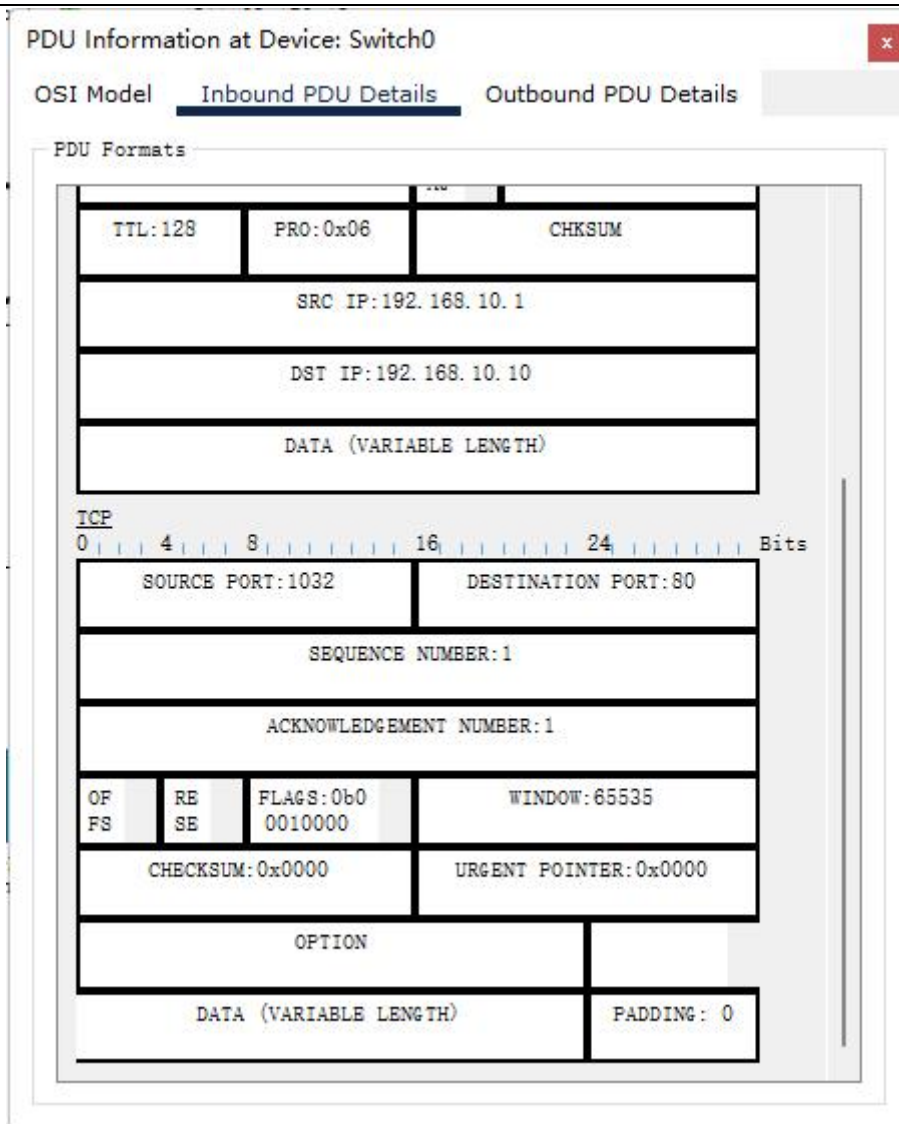 PDU Information at Device: Switch0
x
OSI Model Inbound PDU Details Outbound PDU Details
PDU Formats
TTL:128 PRO:0x06 CHKSUM
SRC IP:192.168.10.1
DST IP:192.168.10.10
DATA (VARIABLE LENGTH)
TCP
0 4 8 16 24 Bits
SOURCE PORT:1032 DESTINATION PORT:80
SEQUENCE NUMBER:1
ACKNOWLEDGEMENT NUMBER:1
OF RE FLAGS:0b0 WINDOW:65535
FS SE 0010000
CHECKSUM:0x0000 URGENT POINTER:0x0000
OPTION
DATA (VARIABLE LENGTH) PADDING: 0